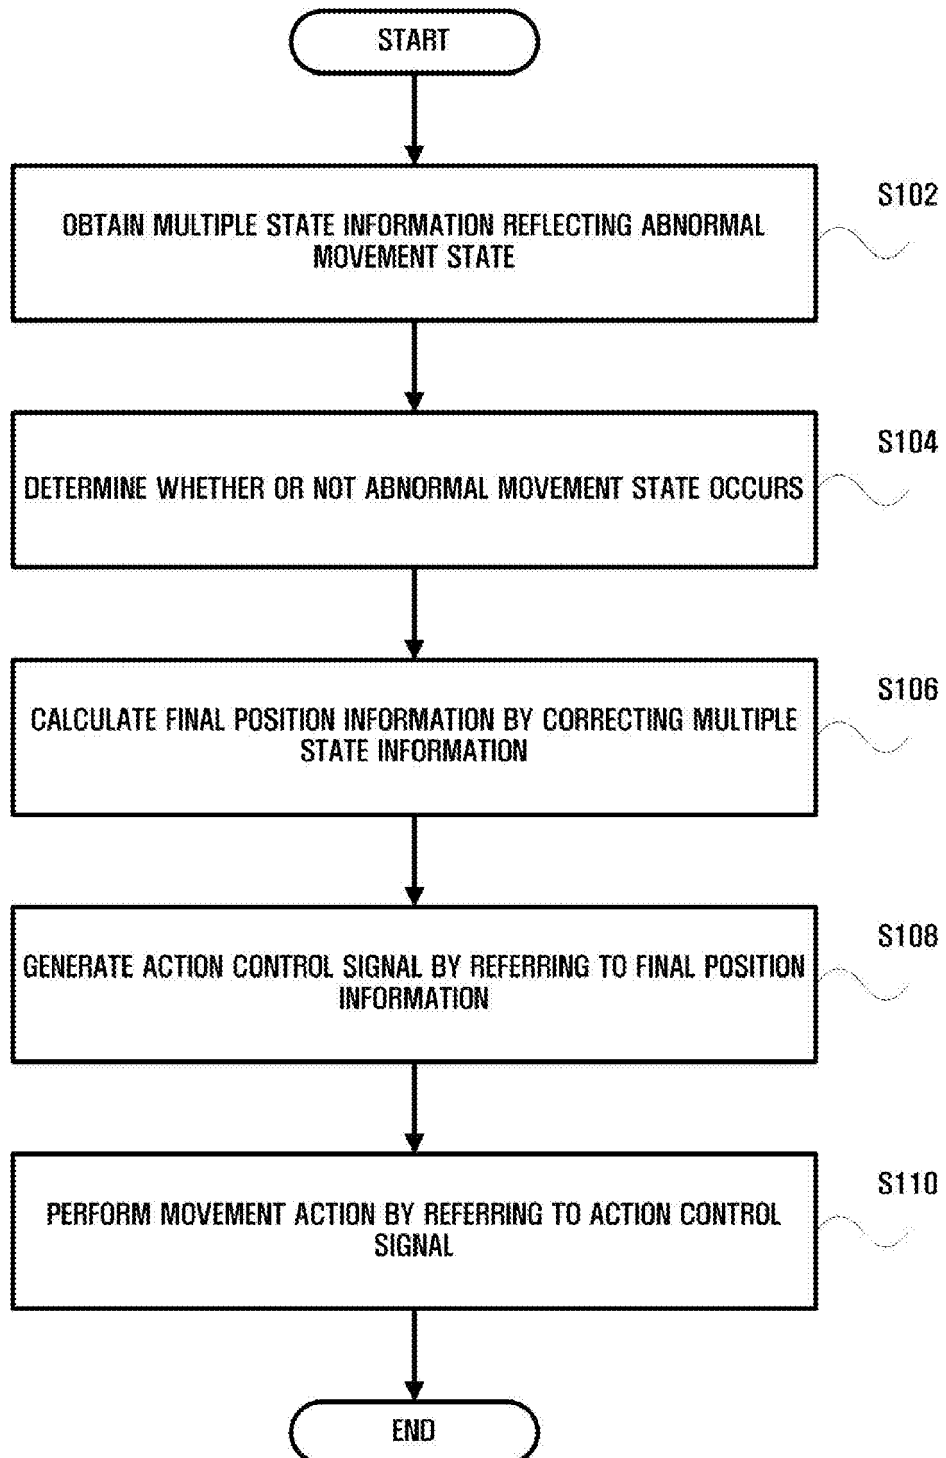 START
S102
OBTAIN MULTIPLE STATE INFORMATION REFLECTING ABNORMAL
MOVEMENT STATE
S104
DETERMINE WHETHER OR NOT ABNORMAL MOVEMENT STATE OCCURS
S106
CALCULATE FINAL POSITION INFORMATION BY CORRECTING MULTIPLE
STATE INFORMATION
S108
GENERATE ACTION CONTROL SIGNAL BY REFERRING TO FINAL POSITION
INFORMATION
S110
PERFORM MOVEMENT ACTION BY REFERRING TO ACTION CONTROL
SIGNAL
END